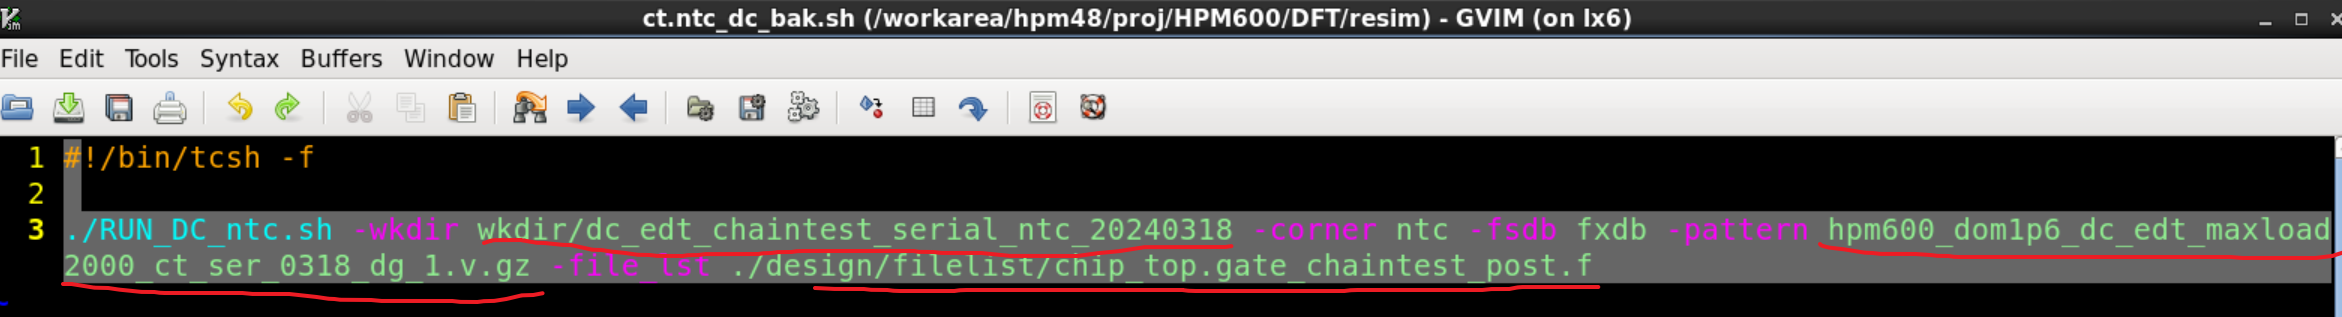 ct.ntc_dc_bak.sh (/workarea/hpm48/proj/HPM600/DFT/resim) - GVIM (on lx6)
File Edit Tools Syntax Buffers Window Help
1 #!/bin/tcsh -f
2
3 ./RUN_DC_ntc.sh -wkdir wkdir/dc_edt_chaintest_serial_ntc_20240318 -corner ntc -fsdb fxdb -pattern hpm600_dom1p6_dc_edt_maxload
2000_ct_ser_0318_dg_1.v.gz -file_lst ./design/filelist/chip_top.gate_chaintest_post.f
~